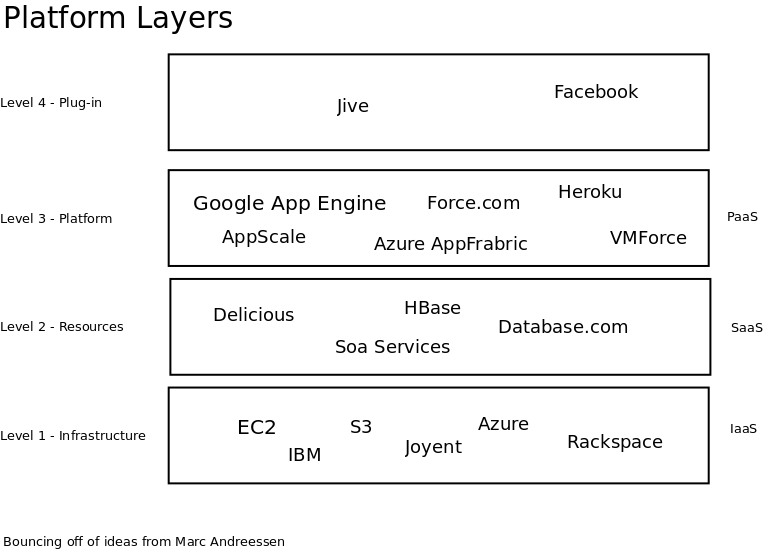 Platform Layers
Level 4 - Plug-in
Jive
Facebook
Level 3 - Platform
Google App Engine
Force.com
Heroku
AppScale
Azure AppFrabric
VMForce
PaaS
Level 2 - Resources
Delicious
HBase
Database.com
Soa Services
SaaS
Level 1 - Infrastructure
EC2
S3
Azure
IBM
Joyent
Rackspace
IaaS
Bouncing off of ideas from Marc Andreessen